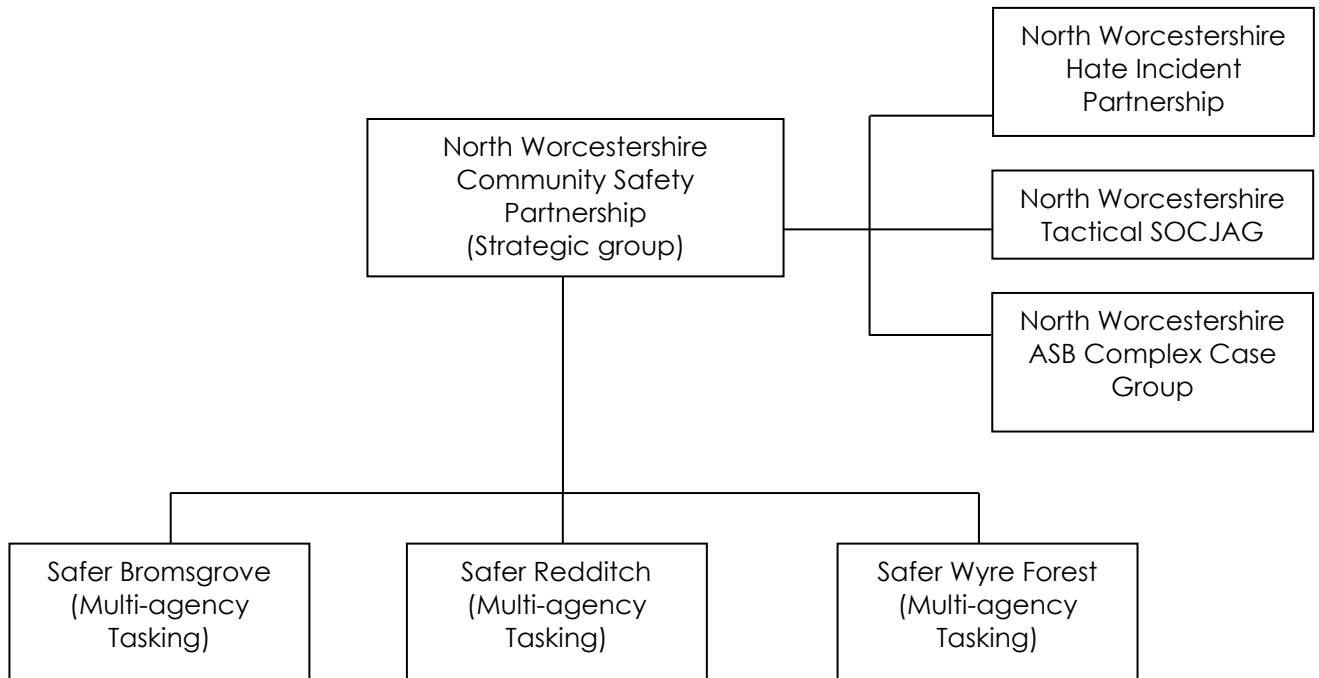 North Worcestershire
Hate Incident
Partnership
North Worcestershire
Community Safety
Partnership
(Strategic group)
North Worcestershire
Tactical SOCJAG
North Worcestershire
ASB Complex Case
Group
Safer Bromsgrove
(Multi-agency
Tasking)
Safer Redditch
(Multi-agency
Tasking)
Safer Wyre Forest
(Multi-agency
Tasking)